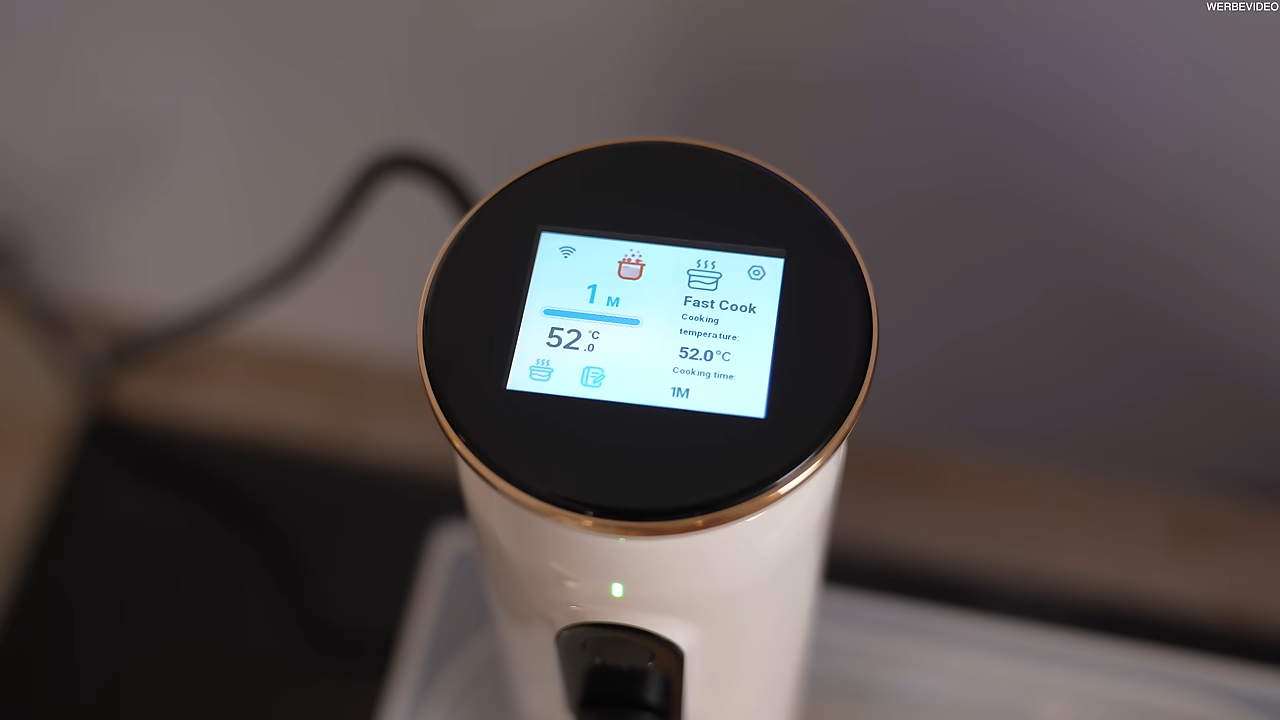 WERBEVIDEO
1 M
52.0 °C
Fast Cook
Cooking
temperature:
52.0°C
Cooking time:
1M